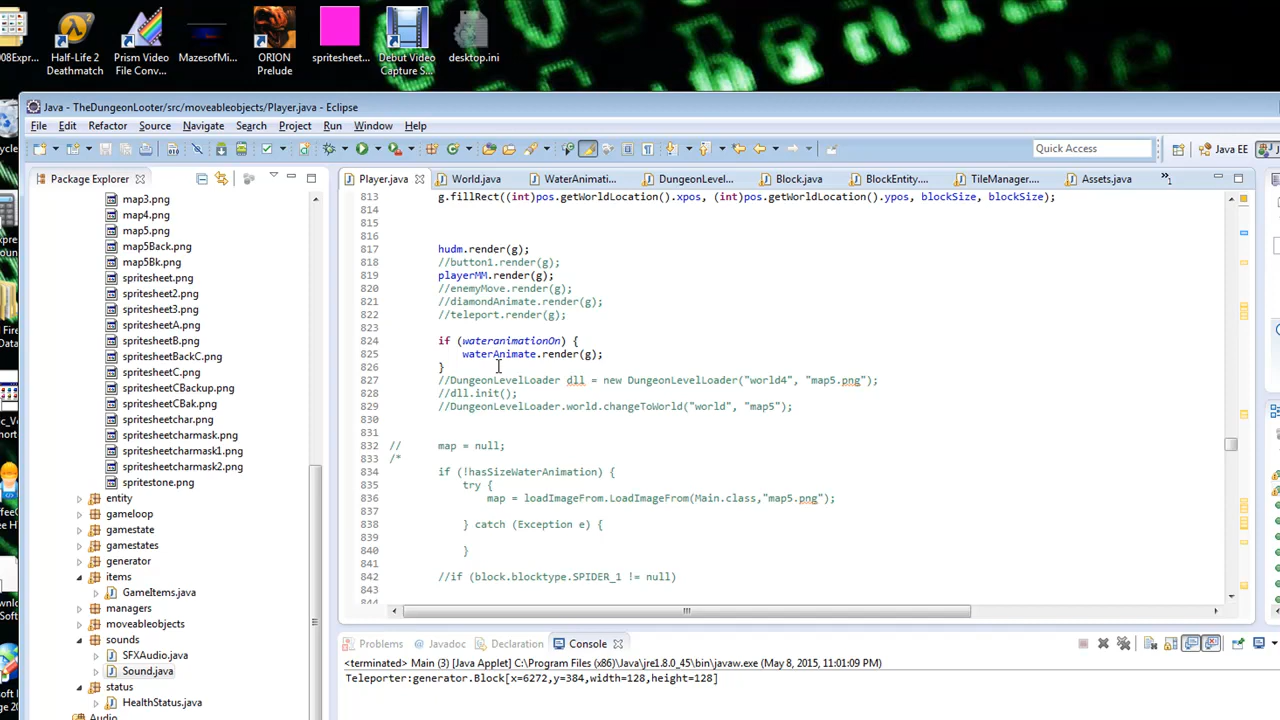 008Expr...
Half-Life 2 Deathmatch
Prism Video File Conv...
MazesofMi...
ORION Prelude
spritesheet...
Debut Video Capture S...
desktop.ini
Java - TheDungeonLooter/src/moveableobjects/Player.java - Eclipse
File Edit Refactor Source Navigate Search Project Run Window Help
Quick Access
Java EE
Package Explorer
Player.java World.java WaterAnimati... DungeonLevel... Block.java BlockEntity.... TileManager.... Assets.java
map3.png
map4.png
map5.png
map5Back.png
map5Bk.png
spritesheet.png
spritesheet2.png
spritesheet3.png
spritesheetA.png
spritesheetB.png
spritesheetBackC.png
spritesheetCBackup.png
spritesheetCBak.png
spritesheetchar.png
spritesheetcharmask.png
spritesheetcharmask1.png
spritesheetcharmask2.png
spritestone.png
entity
gameloop
gamestate
gamestates
generator
items
GameItems.java
managers
moveableobjects
sounds
SFXAudio.java
Sound.java
status
HealthStatus.java
Audio
813 g.fillRect((int)pos.getWorldLocation().xpos, (int)pos.getWorldLocation().ypos, blockSize, blockSize);
814
815
816
817 hudm.render(g);
818 //button1.render(g);
819 playerMM.render(g);
820 //enemyMove.render(g);
821 //diamondAnimate.render(g);
822 //teleport.render(g);
823
824 if (wateranimationOn) {
825 waterAnimate.render(g);
826 }
827 //DungeonLevelLoader dll = new DungeonLevelLoader("world4", "map5.png");
828 //dll.init();
829 //DungeonLevelLoader.world.changeToWorld("world", "map5");
830
831
832 // map = null;
833 /*
834 if (!hasSizeWaterAnimation) {
835 try {
836 map = loadImageFrom.LoadImageFrom(Main.class,"map5.png");
837
838 } catch (Exception e) {
839
840 }
841
842 //if (block.blocktype.SPIDER_1 != null)
843
844
Problems Javadoc Declaration Console
<terminated> Main (3) [Java Applet] C:\Program Files (x86)\Java\jre1.8.0_45\bin\javaw.exe (May 8, 2015, 11:01:09 PM)
Teleporter:generator.Block[x=6272,y=384,width=128,height=128]